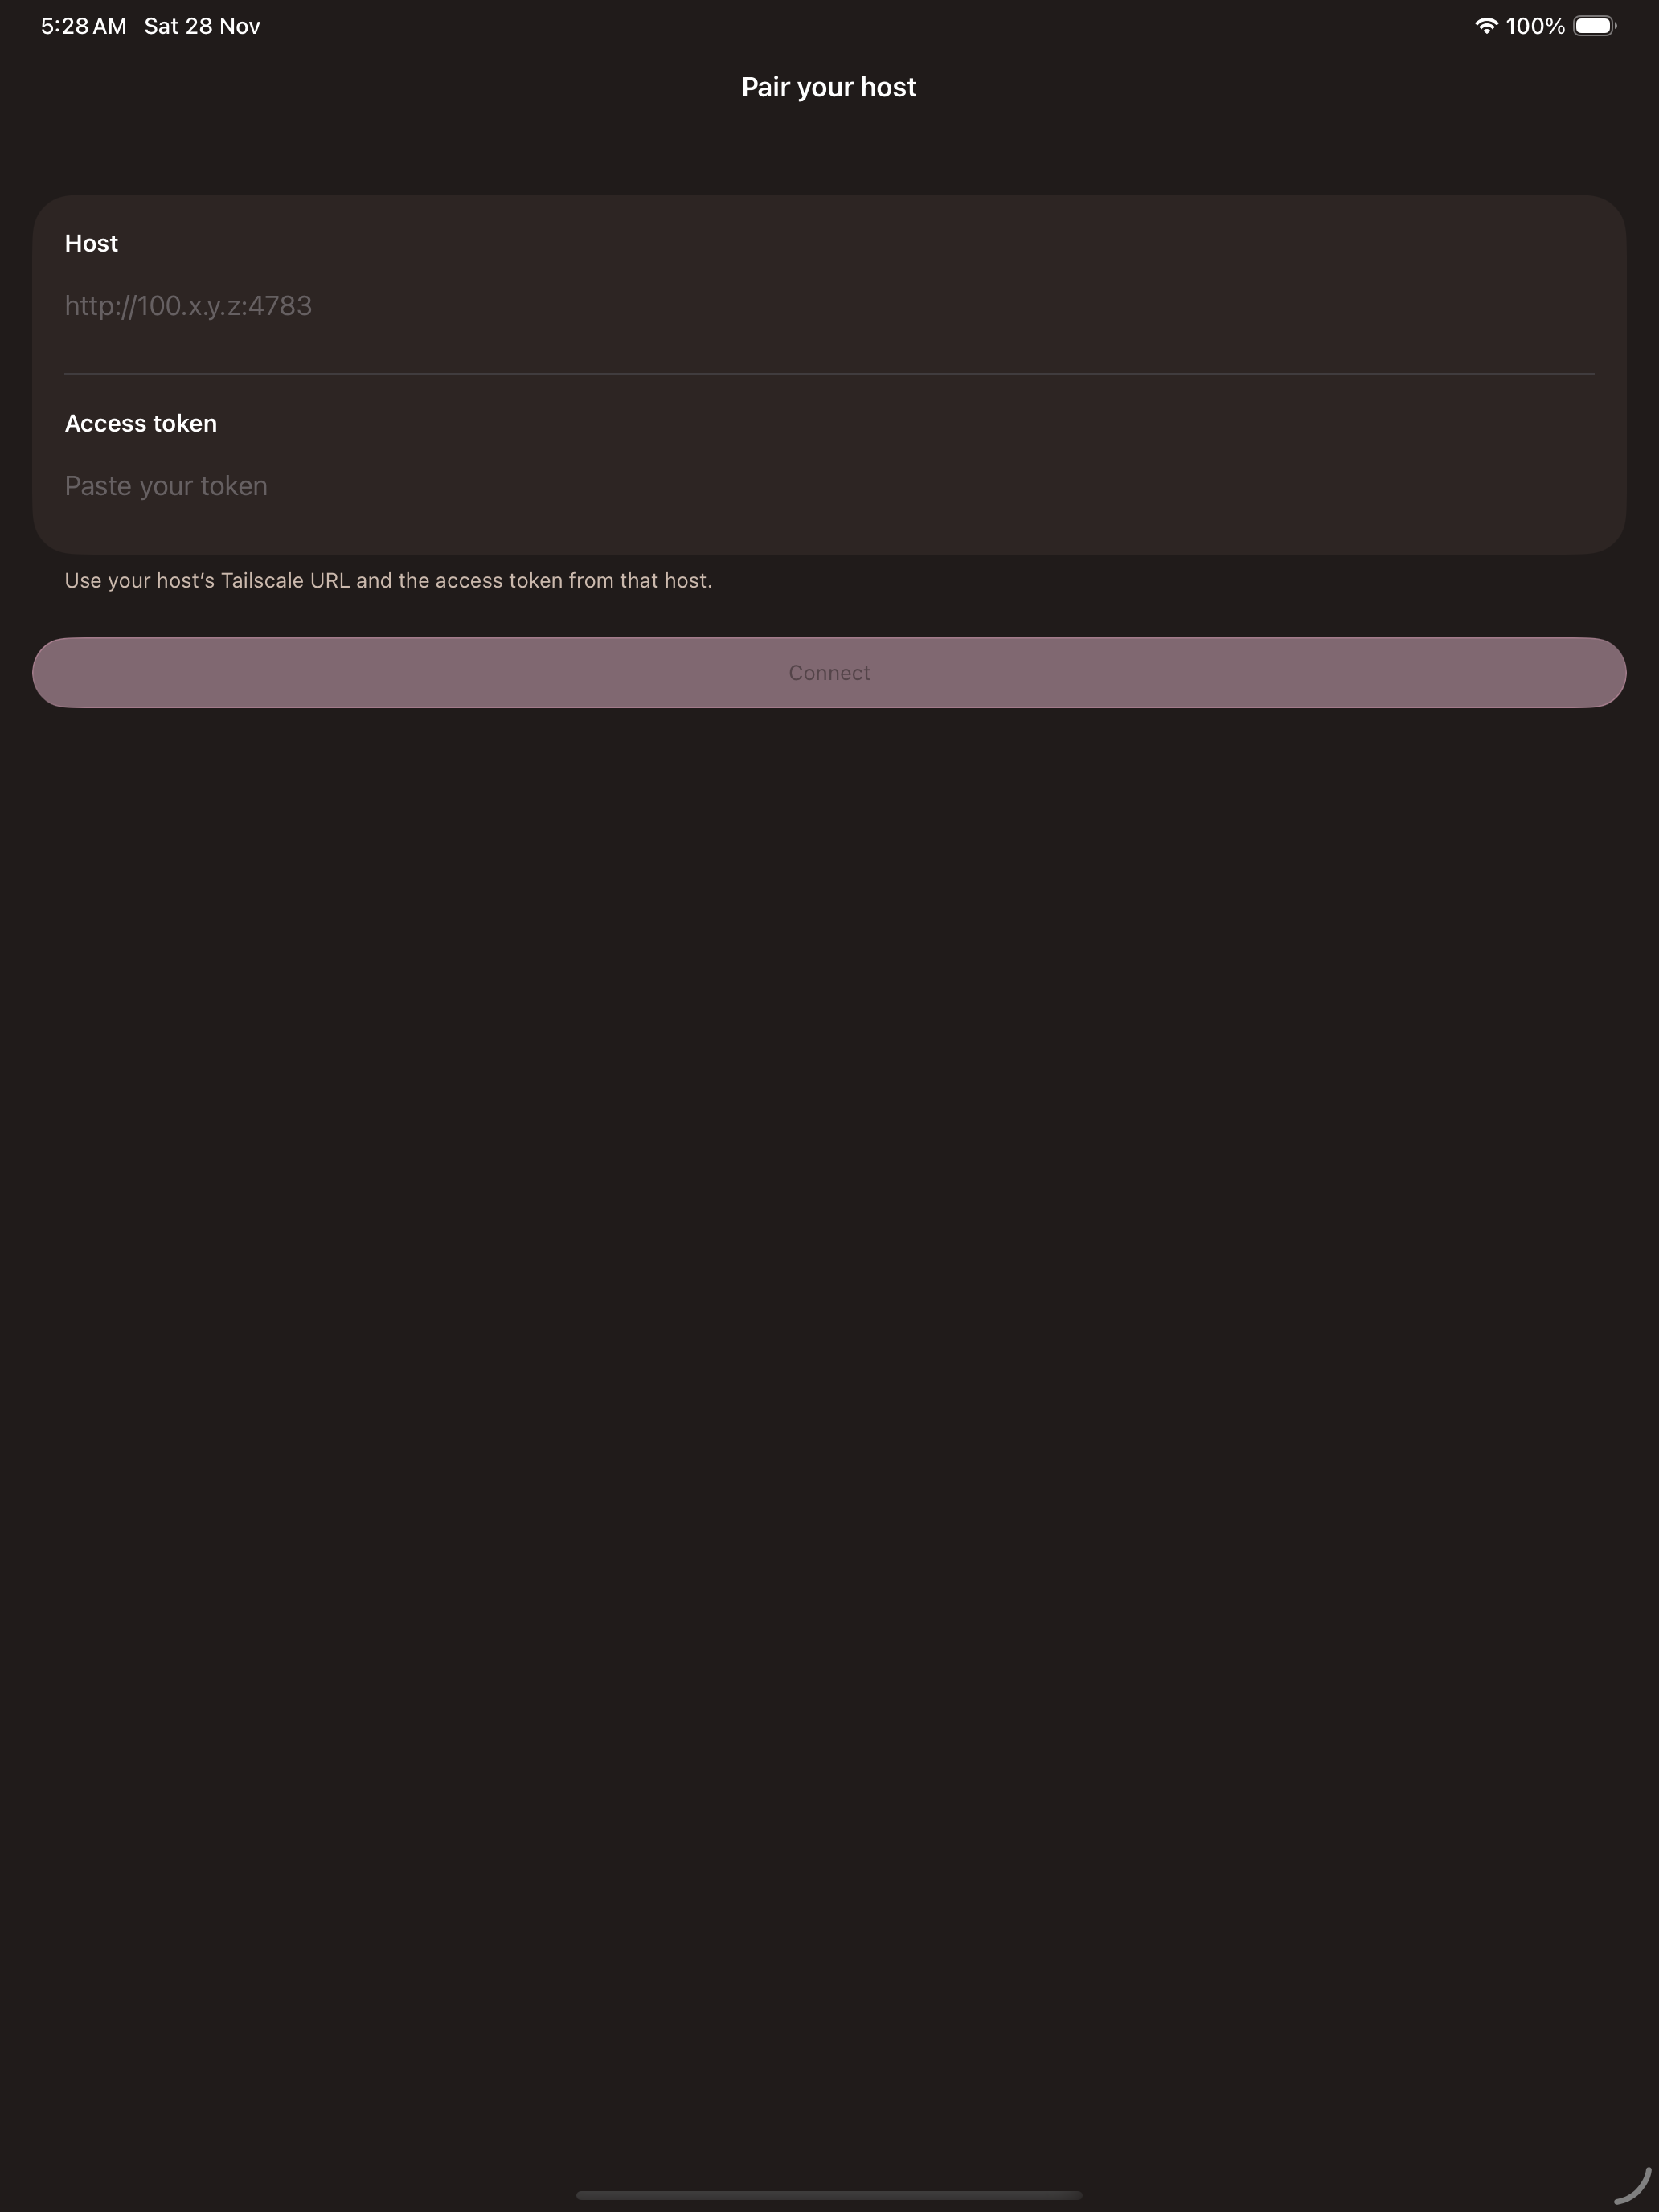 5:28 AM Sat 28 Nov 100%
Pair your host
Host
http://100.x.y.z:4783
Access token
Paste your token
Use your host’s Tailscale URL and the access token from that host.
Connect